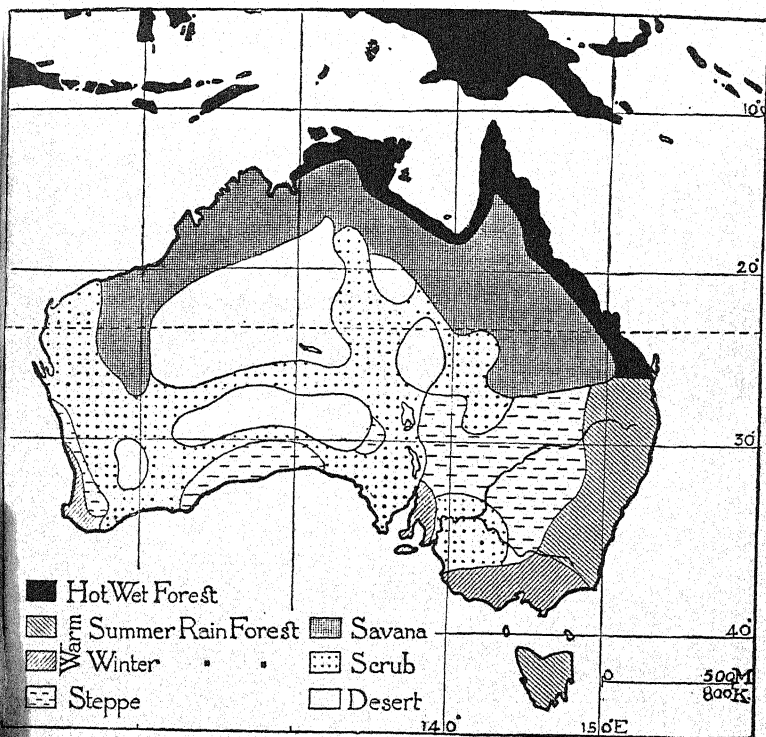 10°
20°
30°
Hot Wet Forest
Warm
Summer Rain Forest
Savana
Winter " "
Scrub
Steppe
Desert
40°
0 500M
800K.
140° 150°E